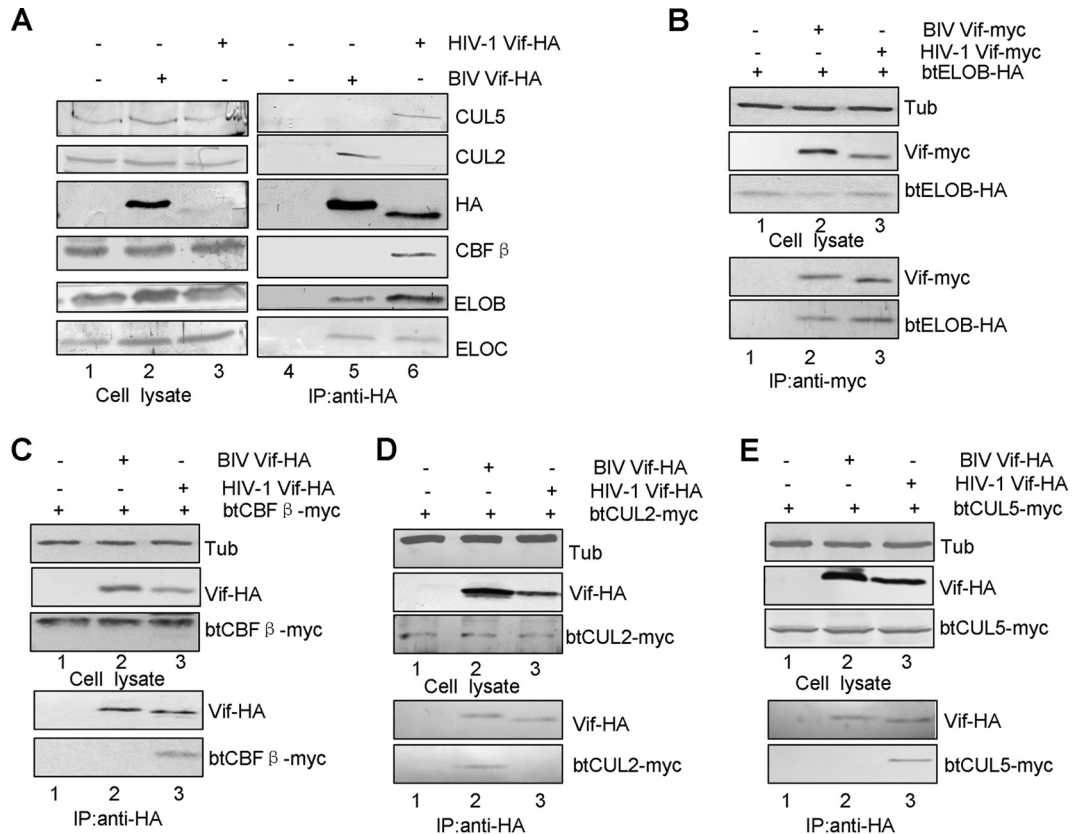 A
- - + - - + HIV-1 Vif-HA
- + - - + - BIV Vif-HA
CUL5
CUL2
HA
CBF β
ELOB
ELOC
1 2 3 4 5 6
Cell lysate IP:anti-HA
B
- + - BIV Vif-myc
- - + HIV-1 Vif-myc
+ + + btELOB-HA
Tub
Vif-myc
btELOB-HA
1 2 3
Cell lysate
Vif-myc
btELOB-HA
1 2 3
IP:anti-myc
C
- + - BIV Vif-HA
- - + HIV-1 Vif-HA
+ + + btCBF β-myc
Tub
Vif-HA
btCBF β-myc
1 2 3
Cell lysate
Vif-HA
btCBF β-myc
1 2 3
IP:anti-HA
D
- + - BIV Vif-HA
- - + HIV-1 Vif-HA
+ + + btCUL2-myc
Tub
Vif-HA
btCUL2-myc
1 2 3
Cell lysate
Vif-HA
btCUL2-myc
1 2 3
IP:anti-HA
E
- + - BIV Vif-HA
- - + HIV-1 Vif-HA
+ + + btCUL5-myc
Tub
Vif-HA
btCUL5-myc
1 2 3
Cell lysate
Vif-HA
btCUL5-myc
1 2 3
IP:anti-HA